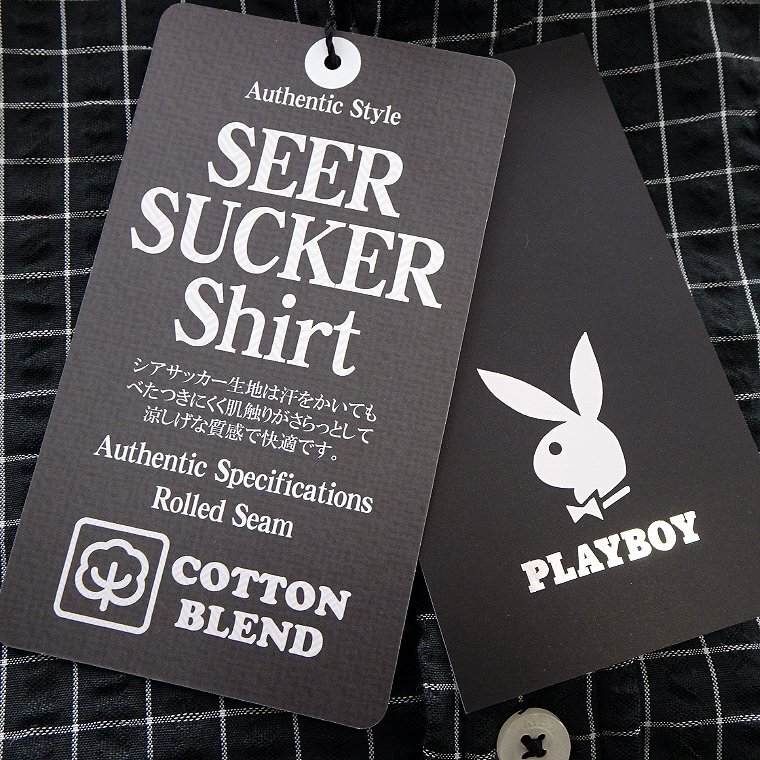 Authentic Style
SEER
SUCKER
Shirt
シアサッカー生地は汗をかいても
べたつきにくく肌触りがさらっとして
涼しげな質感で快適です。
Authentic Specifications
Rolled Seam
COTTON
BLEND
PLAYBOY